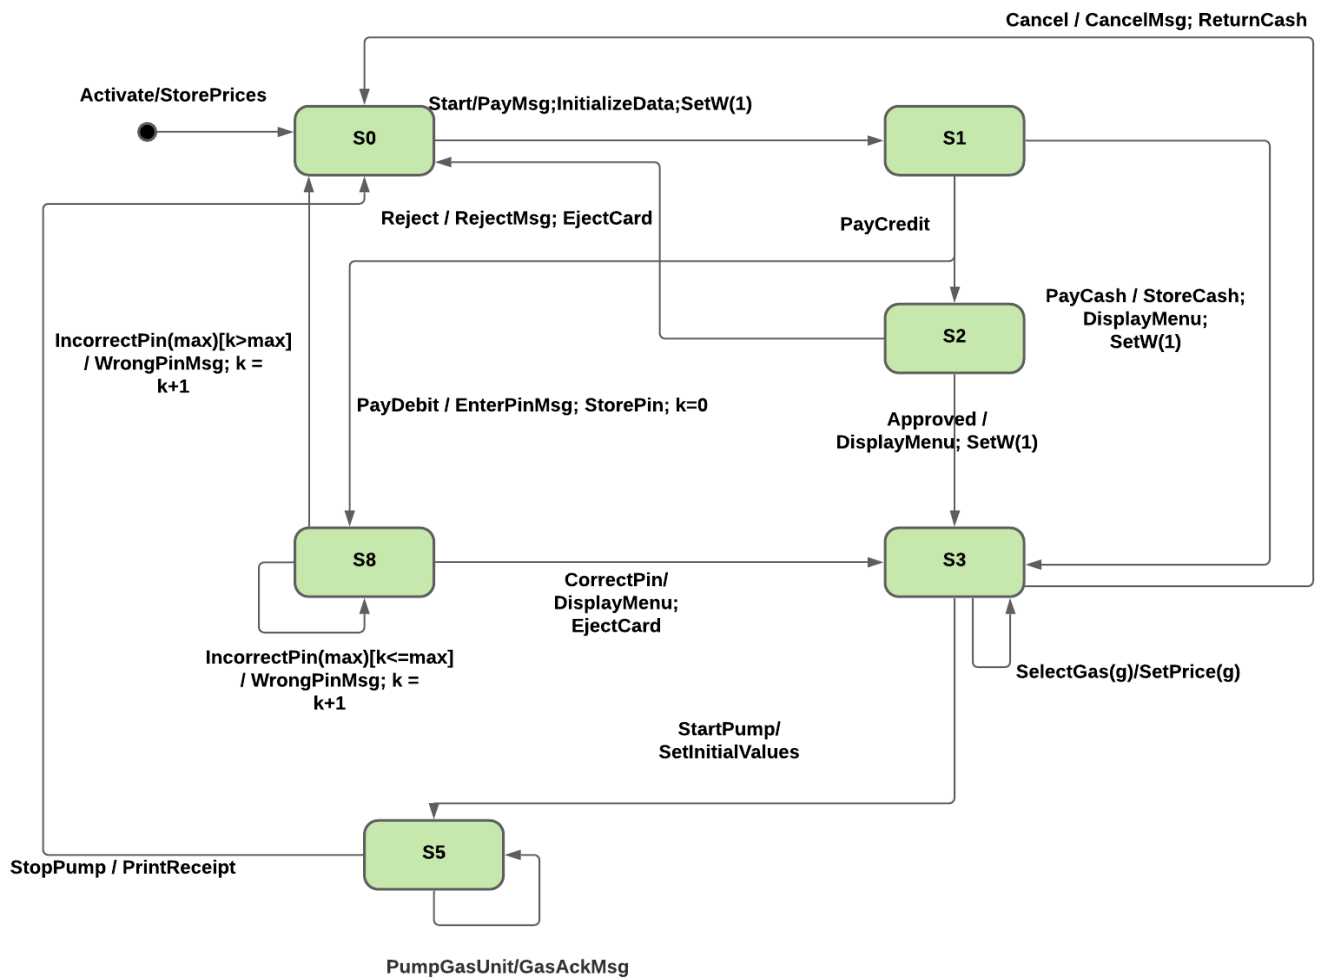 Cancel / CancelMsg; ReturnCash
Activate/StorePrices
Start/PayMsg;InitializeData;SetW(1)
S0
S1
Reject / RejectMsg; EjectCard
PayCredit
PayCash / StoreCash;
DisplayMenu;
SetW(1)
IncorrectPin(max)[k>max]
/ WrongPinMsg; k =
k+1
S2
PayDebit / EnterPinMsg; StorePin; k=0
Approved /
DisplayMenu; SetW(1)
S8
S3
CorrectPin/
DisplayMenu;
EjectCard
IncorrectPin(max)[k<=max]
/ WrongPinMsg; k =
k+1
SelectGas(g)/SetPrice(g)
StartPump/
SetInitialValues
S5
StopPump / PrintReceipt
PumpGasUnit/GasAckMsg